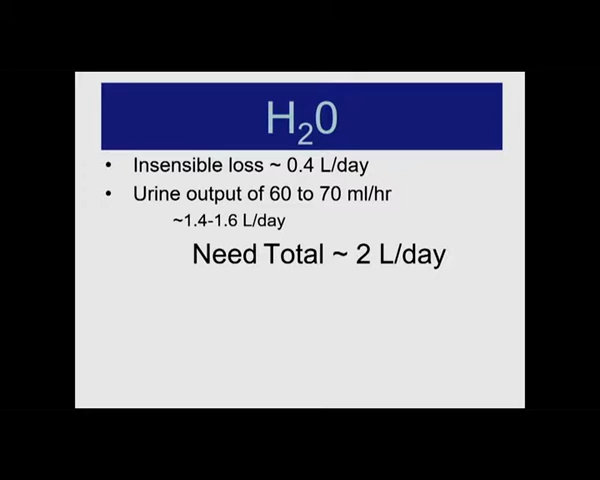 H₂0
• Insensible loss ~ 0.4 L/day
• Urine output of 60 to 70 ml/hr
~1.4-1.6 L/day
Need Total ~ 2 L/day